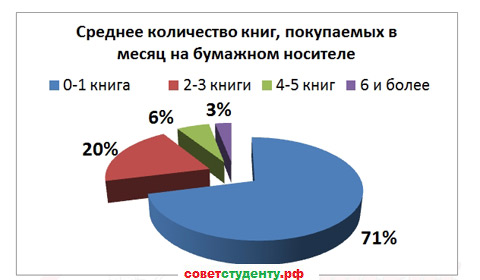 Среднее количество книг, покупаемых в
месяц на бумажном носителе
0-1 книга 2-3 книги 4-5 книг 6 и более
3%
6%
20%
71%
советстуденту.рф